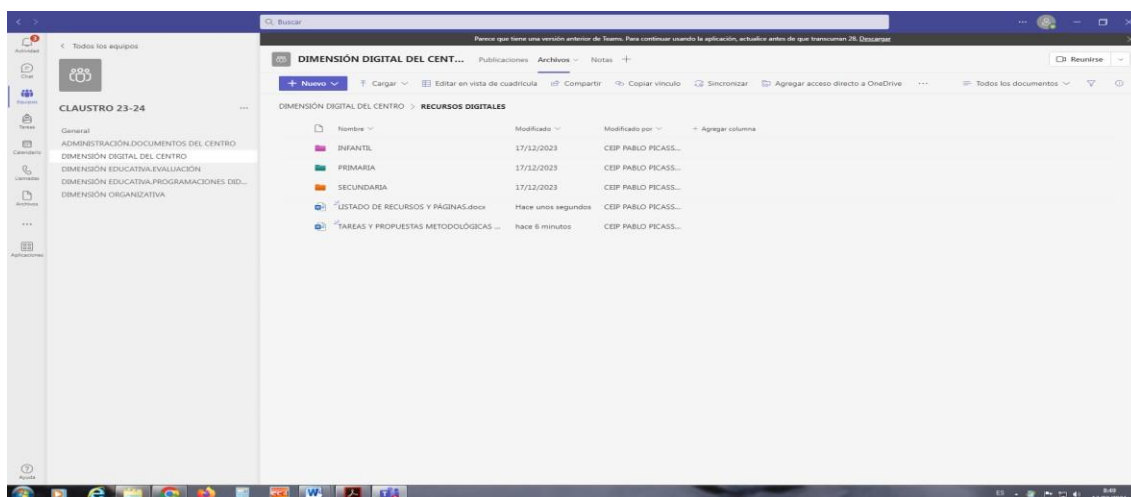 Buscar
Parece que tiene una versión anterior de Teams. Para continuar usando la aplicación, actualice antes de que transcurran 28. Descargar
Actividad
Chat
Equipos
Tareas
Calendario
Llamadas
Archivos
Aplicaciones
Ayuda
Todos los equipos
CLAUSTRO 23-24
General
ADMINISTRACIÓN.DOCUMENTOS DEL CENTRO
DIMENSIÓN DIGITAL DEL CENTRO
DIMENSIÓN EDUCATIVA.EVALUACIÓN
DIMENSIÓN EDUCATIVA.PROGRAMACIONES DID...
DIMENSIÓN ORGANIZATIVA
DIMENSIÓN DIGITAL DEL CENT... Publicaciones Archivos Notas Reunirse
Nuevo Cargar Editar en vista de cuadrícula Compartir Copiar vínculo Sincronizar Agregar acceso directo a OneDrive ... Todos los documentos
DIMENSIÓN DIGITAL DEL CENTRO > RECURSOS DIGITALES
Nombre Modificado Modificado por + Agregar columna
INFANTIL 17/12/2023 CEIP PABLO PICASS...
PRIMARIA 17/12/2023 CEIP PABLO PICASS...
SECUNDARIA 17/12/2023 CEIP PABLO PICASS...
LISTADO DE RECURSOS Y PÁGINAS.docx Hace unos segundos CEIP PABLO PICASS...
TAREAS Y PROPUESTAS METODOLÓGICAS ... hace 6 minutos CEIP PABLO PICASS...
ES 8:49